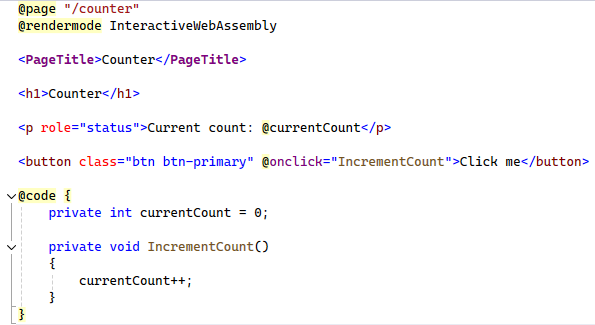 @page "/counter"
@rendermode InteractiveWebAssembly
<PageTitle>Counter</PageTitle>
<h1>Counter</h1>
<p role="status">Current count: @currentCount</p>
<button class="btn btn-primary" @onclick="IncrementCount">Click me</button>
@code {
    private int currentCount = 0;
    private void IncrementCount()
    {
        currentCount++;
    }
}